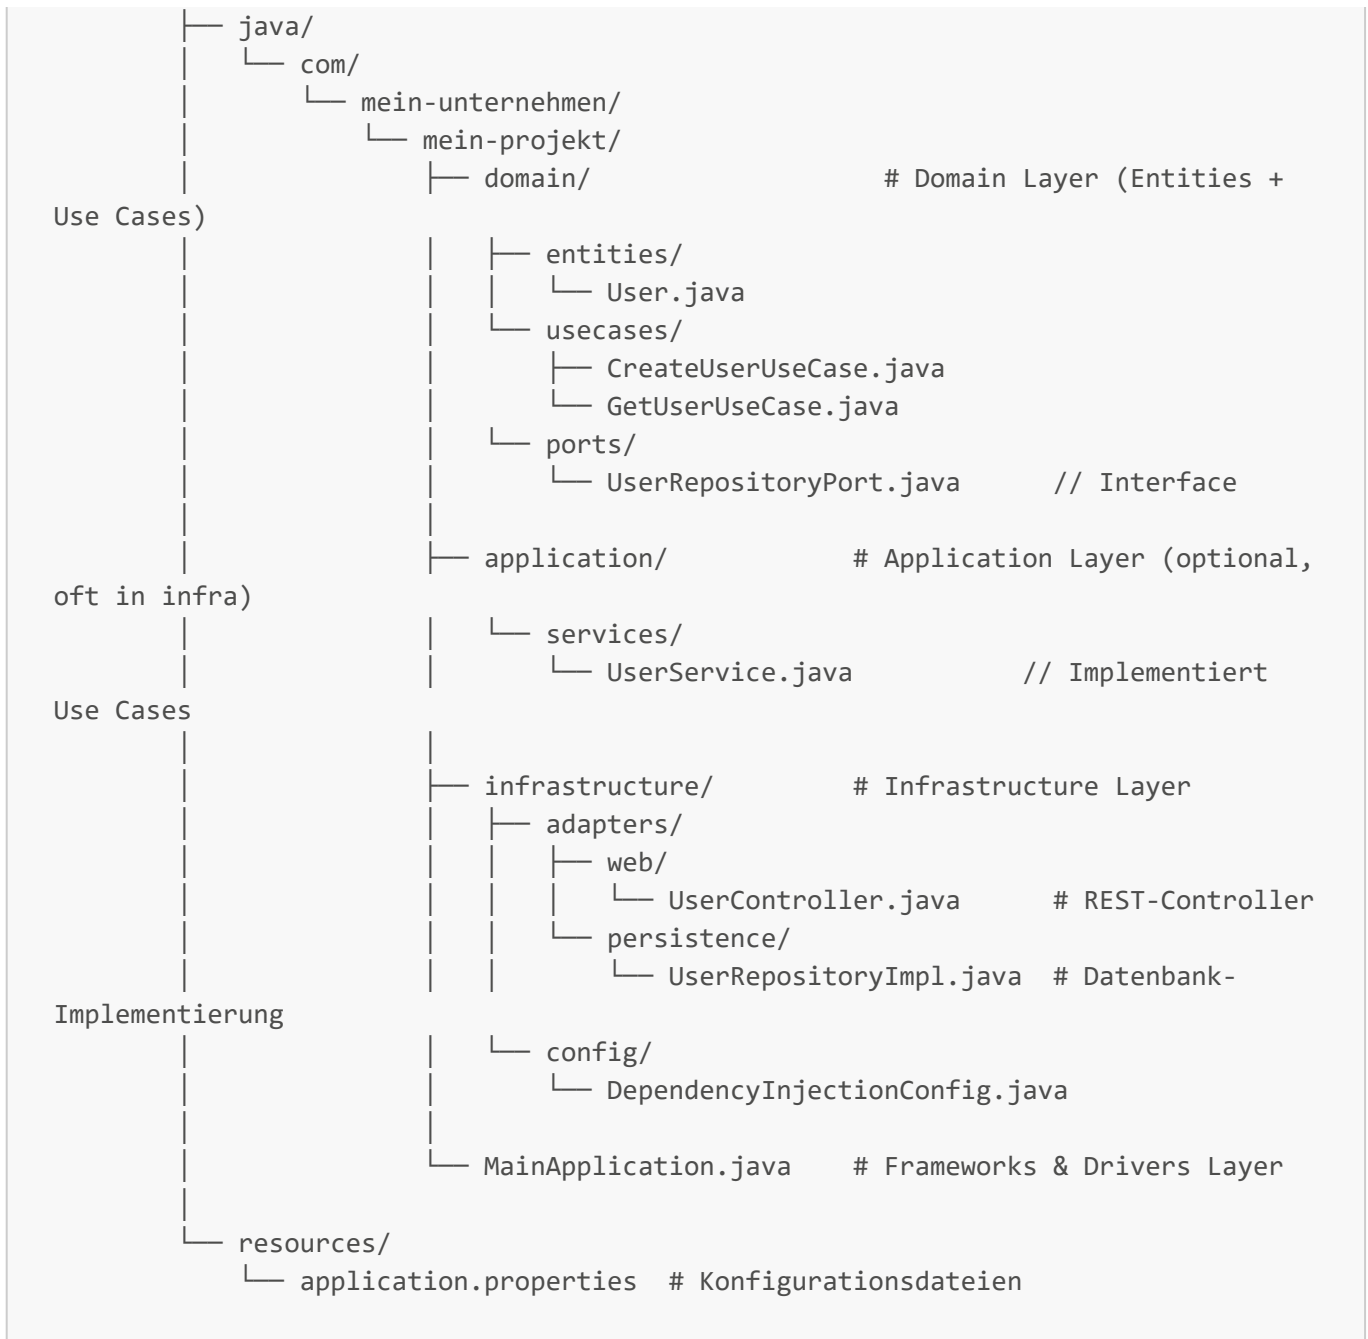 ├── java/
│   └── com/
│       └── mein-unternehmen/
│           └── mein-projekt/
│               ├── domain/                   # Domain Layer (Entities +
Use Cases)
│               │   ├── entities/
│               │   │   └── User.java
│               │   └── usecases/
│               │       ├── CreateUserUseCase.java
│               │       └── GetUserUseCase.java
│               │   └── ports/
│               │       └── UserRepositoryPort.java      // Interface
│               │
│               ├── application/            # Application Layer (optional,
oft in infra)
│               │   └── services/
│               │       └── UserService.java           // Implementiert
Use Cases
│               │
│               ├── infrastructure/         # Infrastructure Layer
│               │   ├── adapters/
│               │   │   ├── web/
│               │   │   │   └── UserController.java      # REST-Controller
│               │   │   └── persistence/
│               │   │       └── UserRepositoryImpl.java  # Datenbank-
Implementierung
│               │   └── config/
│               │       └── DependencyInjectionConfig.java
│               │
│               └── MainApplication.java    # Frameworks & Drivers Layer
│
└── resources/
    └── application.properties  # Konfigurationsdateien